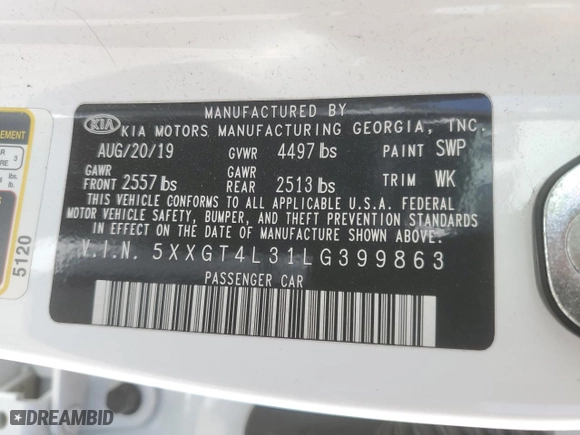 MANUFACTURED BY
KIA KIA MOTORS MANUFACTURING GEORGIA, INC.
AUG/20/19 GVWR 4497 lbs PAINT SWP
GAWR FRONT 2557 lbs GAWR REAR 2513 lbs TRIM WK
THIS VEHICLE CONFORMS TO ALL APPLICABLE U.S.A. FEDERAL
MOTOR VEHICLE SAFETY, BUMPER, AND THEFT PREVENTION STANDARDS
IN EFFECT ON THE DATE OF MANUFACTURE SHOWN ABOVE.
V.I.N. 5XXGT4L31LG399863
PASSENGER CAR
5120
DREAMBID